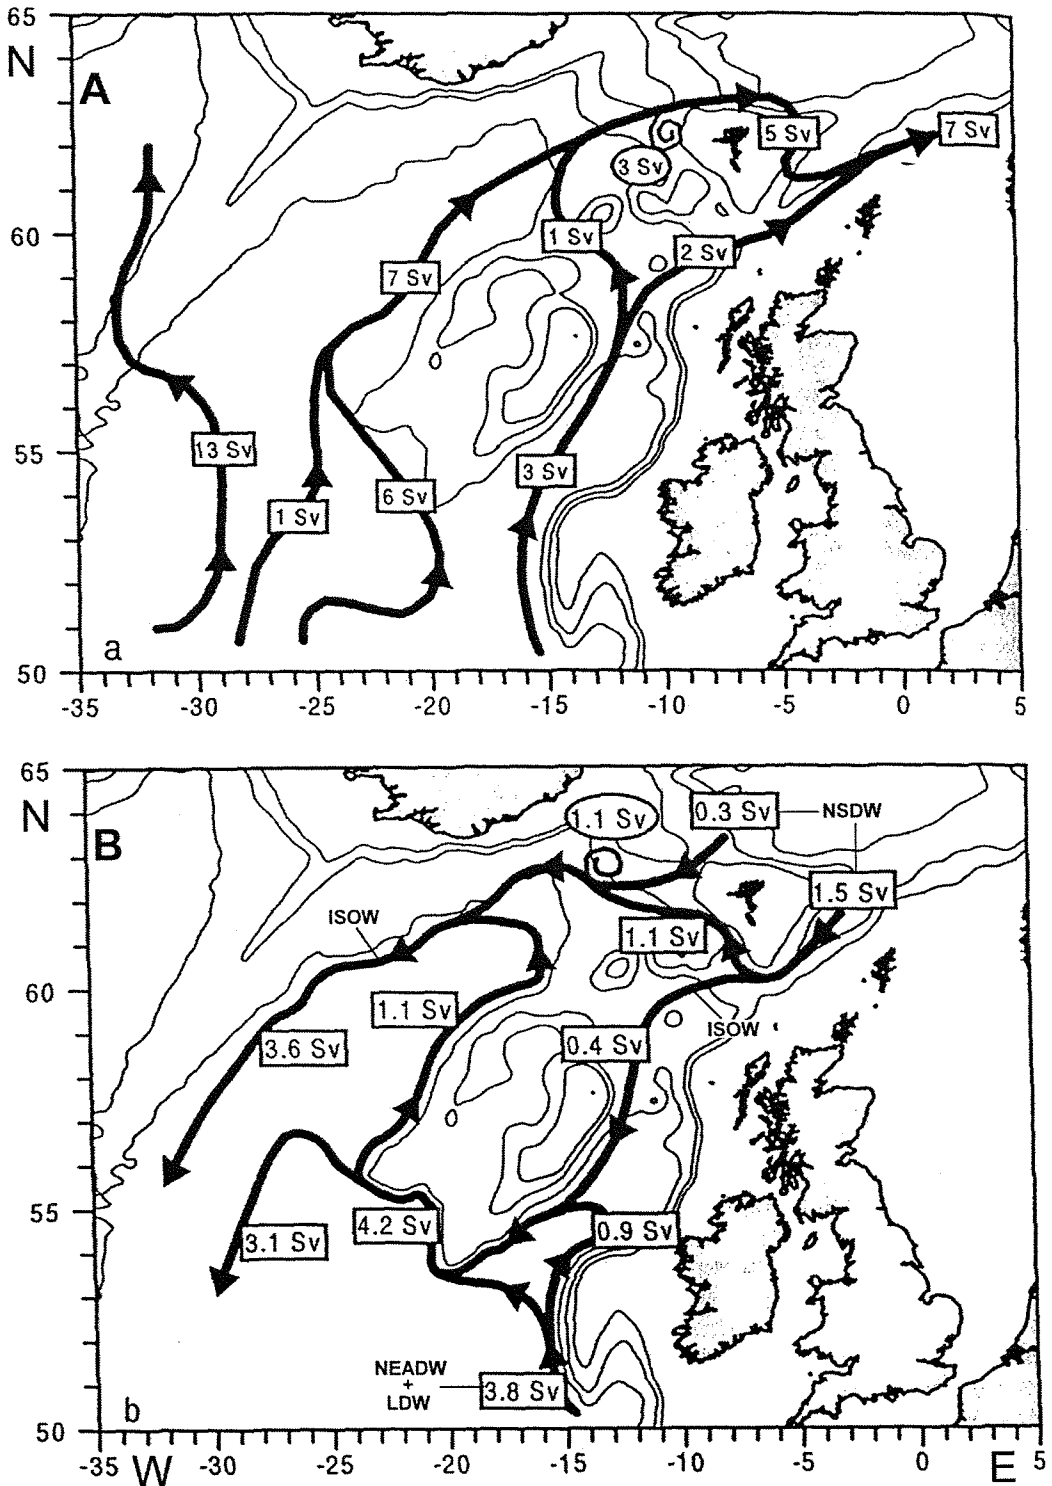 65
N
A
5 Sv
7 Sv
3 Sv
60
1 Sv
2 Sv
7 Sv
55
13 Sv
3 Sv
6 Sv
1 Sv
a
50
-35 -30 -25 -20 -15 -10 -5 0 5
65
N
B
1.1 Sv
0.3 Sv
NSDW
1.5 Sv
ISOW
1.1 Sv
60
1.1 Sv
ISOW
3.6 Sv
0.4 Sv
55
4.2 Sv
0.9 Sv
3.1 Sv
NEADW
+
LDW
3.8 Sv
b
50
-35 W -30 -25 -20 -15 -10 -5 0 E 5